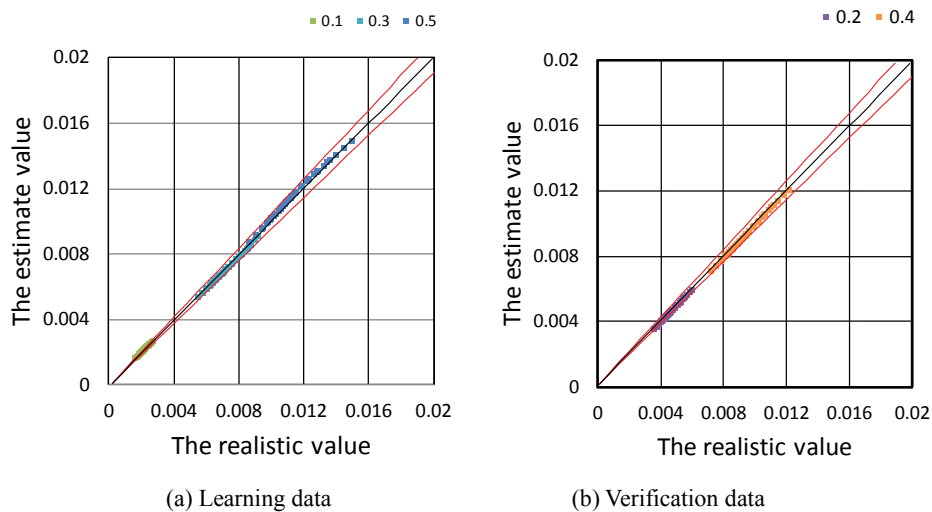 0.1 0.3 0.5
0.02
0.016
0.012
0.008
0.004
0
0 0.004 0.008 0.012 0.016 0.02
The estimate value
The realistic value
(a) Learning data
0.2 0.4
0.02
0.016
0.012
0.008
0.004
0
0 0.004 0.008 0.012 0.016 0.02
The estimate value
The realistic value
(b) Verification data